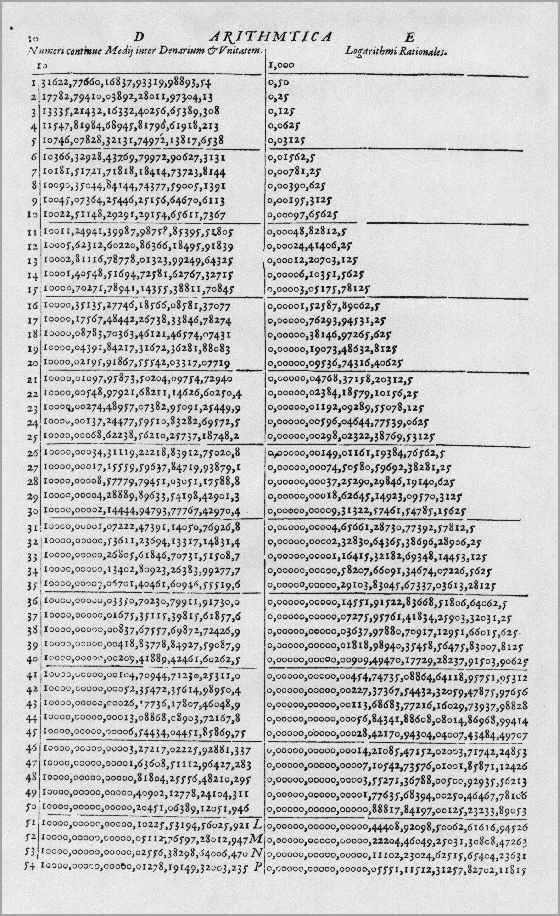 10 D ARITHMTICA E
Numeri continue Medij inter Denarium & Vnitatem. Logarithmi Rationales.
10 1,000
1 31622,77660,16837,93319,98893,54 0,50
2 17782,79410,03892,28011,97304,13 0,25
3 13335,21432,16332,40256,65389,308 0,125
4 11547,81984,68945,81796,61918,213 0,0625
5 10746,07828,32131,74972,13817,6538 0,03125
6 10366,32928,43769,79972,90627,3131 0,01562,5
7 10181,51721,71818,18414,73723,8144 0,00781,25
8 10090,35044,84144,74377,59005,1391 0,00390,625
9 10045,07364,25446,25156,64670,6113 0,00195,3125
10 10022,51148,29291,29154,65611,7367 0,00097,65625
11 10011,24941,39987,98758,85395,51805 0,00048,82812,5
12 10005,62312,60220,86366,18495,91839 0,00024,41406,25
13 10002,81116,78778,01323,99249,64325 0,00012,20703,125
14 10001,40548,51694,72581,62767,32715 0,00006,10351,5625
15 10000,70271,78941,14355,38811,70845 0,00003,05175,78125
16 10000,35135,27746,18566,08581,37077 0,00001,52587,89062,5
17 10000,17567,48442,26738,33846,78274 0,00000,76293,94531,25
18 10000,08783,70363,46121,46574,07431 0,00000,38146,97265,625
19 10000,04391,84217,31672,36281,88083 0,00000,19073,48632,8125
20 10000,02195,91867,55542,03317,07719 0,00000,09536,74316,40625
21 10000,01097,95873,50204,09754,72940 0,00000,04768,37158,20312,5
22 10000,00548,97921,68211,14626,60250,4 0,00000,02384,18579,10156,25
23 10000,00274,48957,07382,95091,25449,9 0,00000,01192,09289,55078,125
24 10000,00137,24477,59510,83282,69572,5 0,00000,00596,04644,77539,0625
25 10000,00068,62238,56210,25737,18748,2 0,00000,00298,02322,38769,53125
26 10000,00034,31119,22218,83912,75020,8 0,00000,00149,01161,19384,76562,5
27 10000,00017,15559,59637,84719,93879,1 0,00000,00074,50580,59692,38281,25
28 10000,00008,57779,79451,03051,17588,8 0,00000,00037,25290,29846,19140,625
29 10000,00004,28889,89633,54198,42901,3 0,00000,00018,62645,14923,09570,3125
30 10000,00002,14444,94793,77767,42970,4 0,00000,00009,31322,57461,54785,15625
31 10000,00001,07222,47391,14050,76926,8 0,00000,00004,65661,28730,77392,57812,5
32 10000,00000,53611,23694,13317,14831,4 0,00000,00002,32830,64365,38696,28906,25
33 10000,00000,26805,61846,70731,51508,7 0,00000,00001,16415,32182,69348,14453,125
34 10000,00000,13402,80923,26383,99277,7 0,00000,00000,58207,66091,34674,07226,5625
35 10000,00000,06701,40461,60946,55519,6 0,00000,00000,29103,83045,67337,03613,28125
36 10000,00000,03350,70230,79911,91730,0 0,00000,00000,14551,91522,83668,51806,64062,5
37 10000,00000,01675,35115,39815,61857,6 0,00000,00000,07275,95761,41834,25903,32031,25
38 10000,00000,00837,67557,69872,72426,9 0,00000,00000,03637,97880,70917,12951,66015,625
39 10000,00000,00418,83778,84927,59087,9 0,00000,00000,01818,98940,35458,56475,83007,8125
40 10000,00000,00209,41889,42461,60262,5 0,00000,00000,00909,49470,17729,28237,91503,90625
41 10000,00000,00104,70944,71230,25311,0 0,00000,00000,00454,74735,08864,64118,95751,95312
42 10000,00000,00052,35472,35614,98950,4 0,00000,00000,00227,37367,54432,32059,47875,97656
43 10000,00000,00026,17736,17807,46048,9 0,00000,00000,00113,68683,77216,16029,73937,98828
44 10000,00000,00013,08868,08903,72167,8 0,00000,00000,00056,84341,88608,08014,86968,99414
45 10000,00000,00006,54434,04451,85869,75 0,00000,00000,00028,42170,94304,04007,43484,49707
46 10000,00000,00003,27217,02225,92881,337 0,00000,00000,00014,21085,47152,02003,71742,24853
47 10000,00000,00001,63608,51112,96427,283 0,00000,00000,00007,10542,73576,01001,85871,12426
48 10000,00000,00000,81804,25556,48210,295 0,00000,00000,00003,55271,36788,00500,92935,56213
49 10000,00000,00000,40902,12778,24104,311 0,00000,00000,00001,77635,68394,00250,46467,78106
50 10000,00000,00000,20451,06389,12051,946 0,00000,00000,00000,88817,84197,00125,23233,89053
51 10000,00000,00000,10225,53194,56025,921 L 0,00000,00000,00000,44408,92098,50062,61616,94526
52 10000,00000,00000,05112,76597,28012,947 M 0,00000,00000,00000,22204,46049,25031,30808,47263
53 10000,00000,00000,02556,38298,64006,470 N 0,00000,00000,00000,11102,23024,62515,65404,23631
54 10000,00000,00000,01278,19149,32003,235 P 0,00000,00000,00000,05551,11512,31257,82702,11815